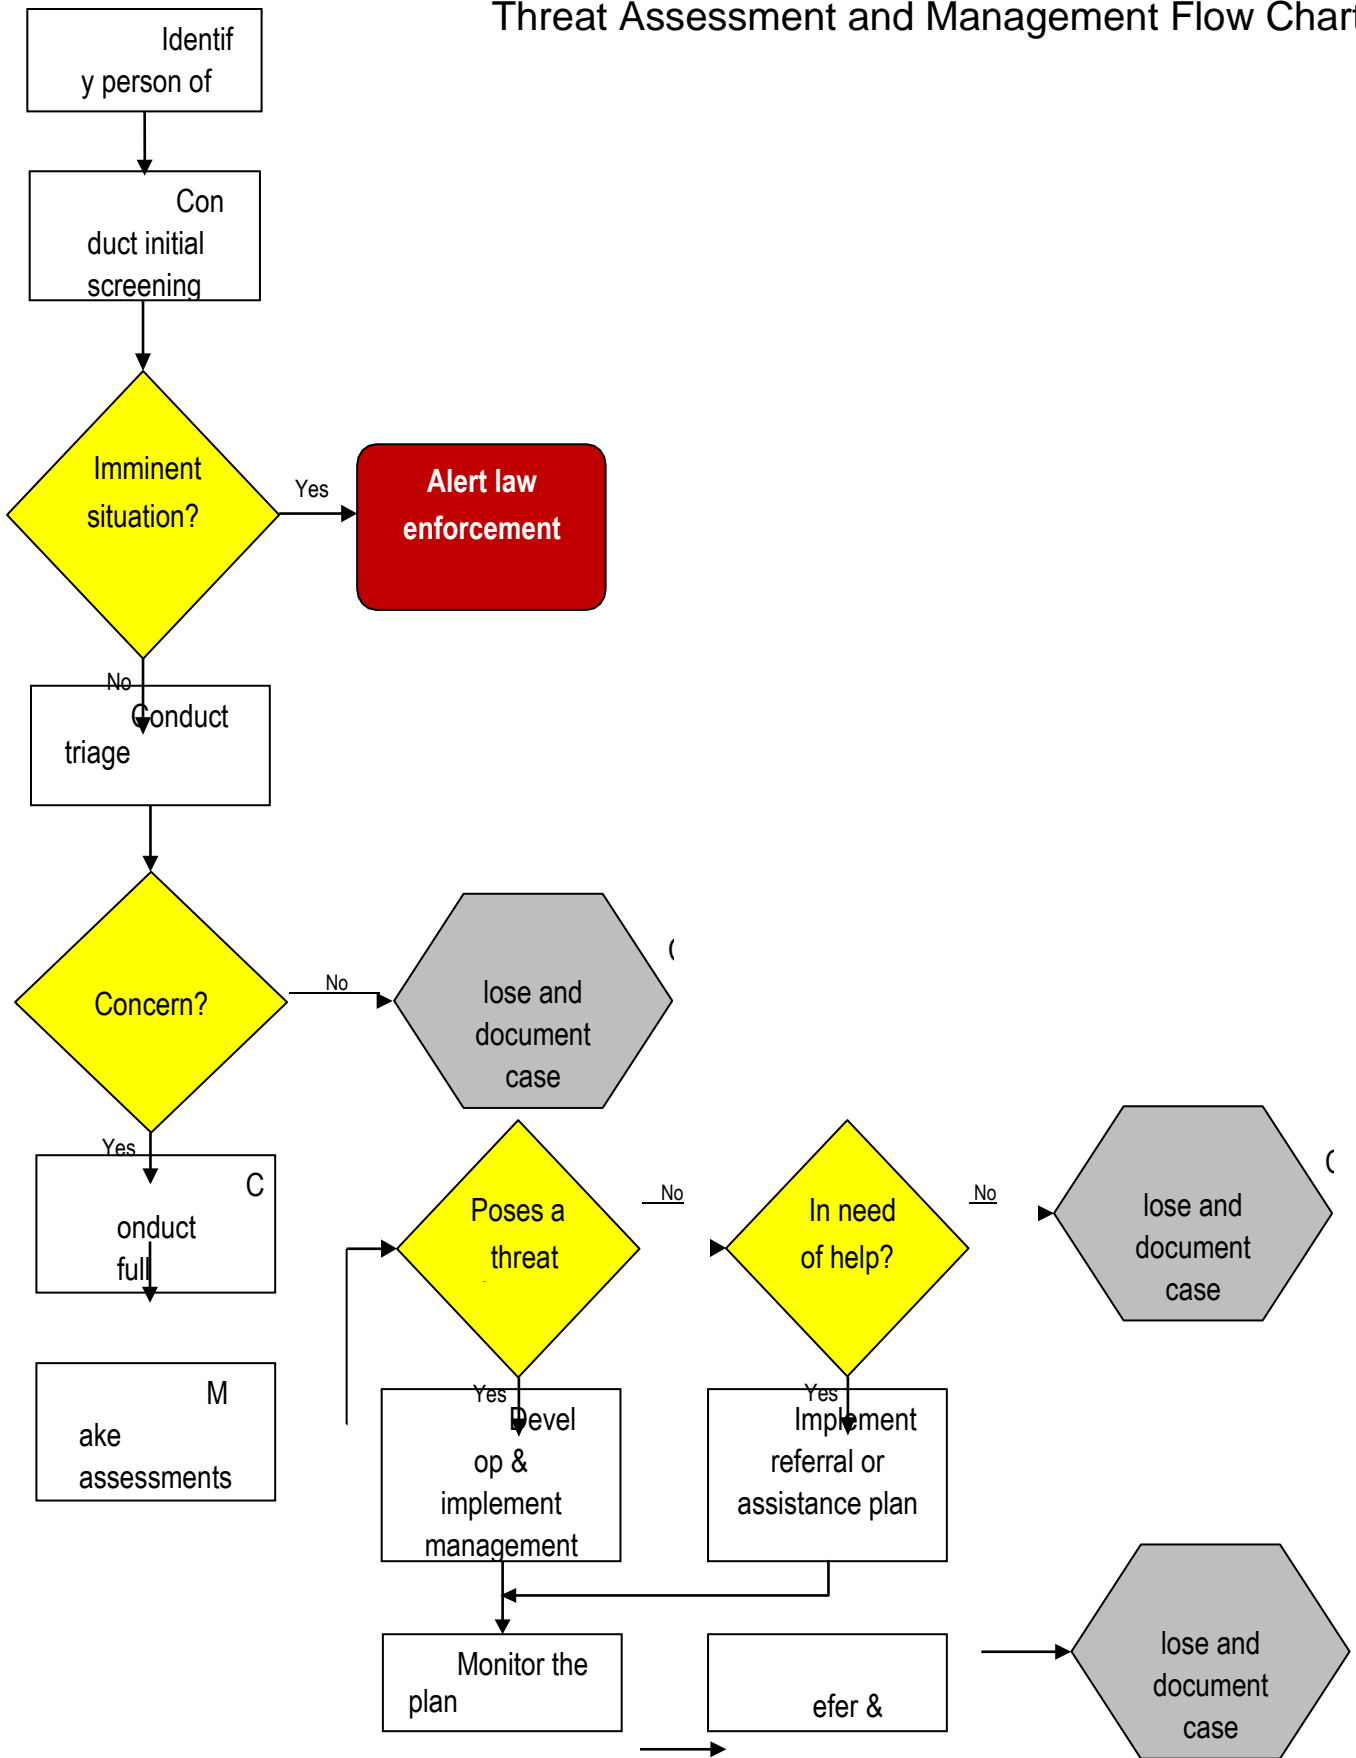 Threat Assessment and Management Flow Chart
Identif
y person of
Con
duct initial
screening
Imminent
situation?
Yes
Alert law
enforcement
No
Conduct
triage
Concern?
No
lose and
document
case
Yes
C
onduct
full
Poses a
threat
No
In need
of help?
No
lose and
document
case
M
ake
assessments
Yes
Devel
op &
implement
management
Yes
Implement
referral or
assistance plan
Monitor the
plan
efer &
lose and
document
case